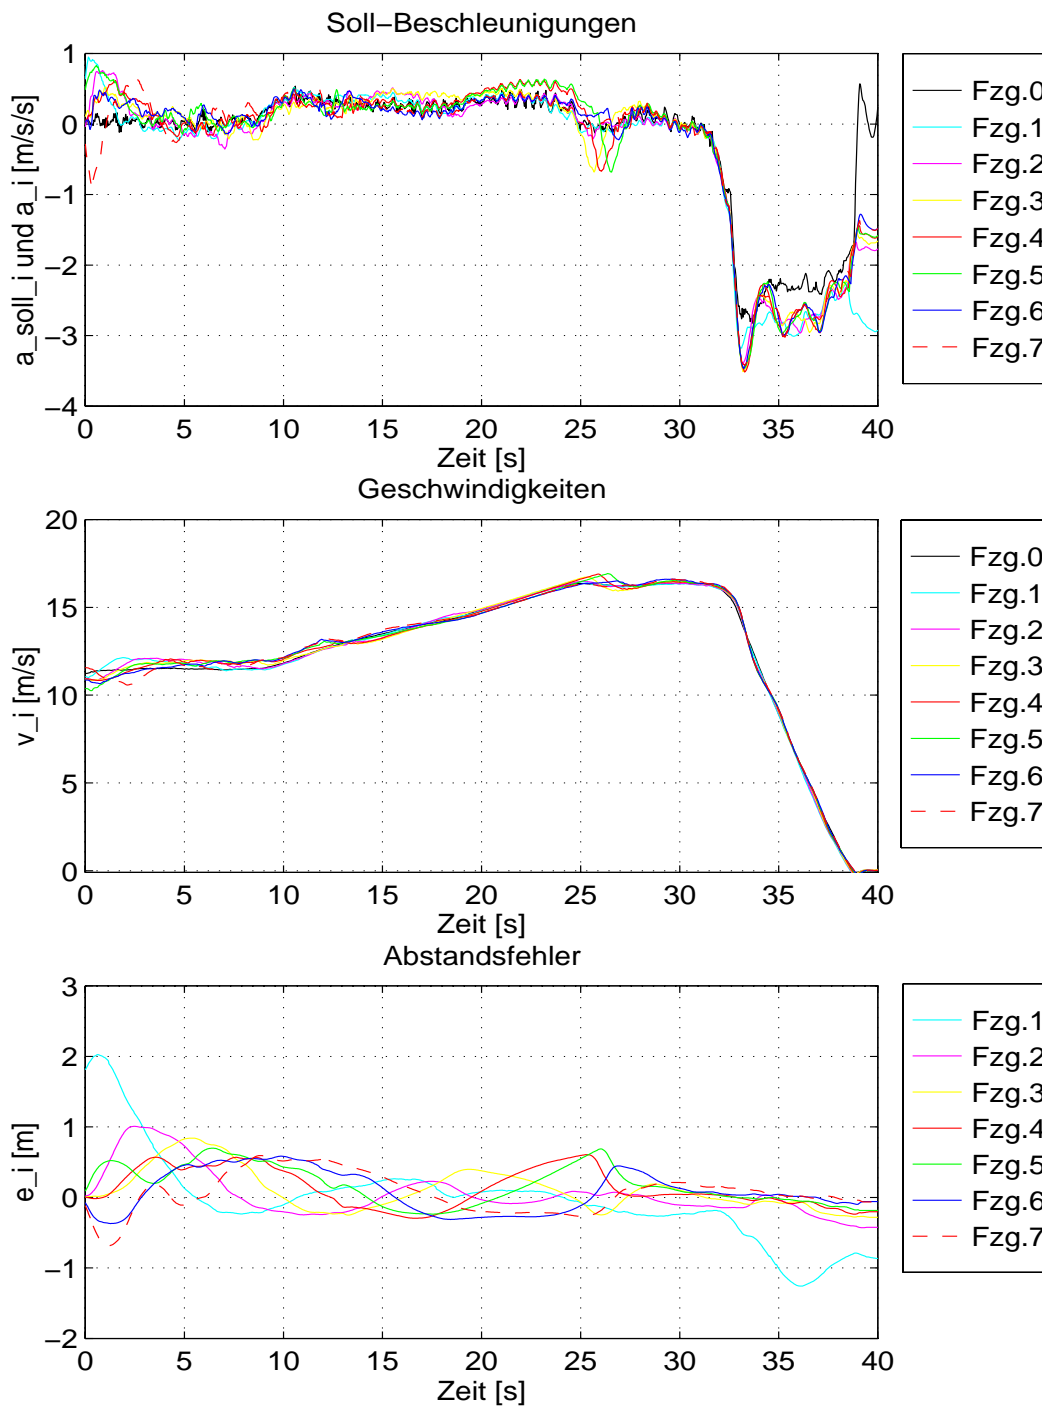 Soll–Beschleunigungen
a_soll_i und a_i [m/s/s]
1
0
–1
–2
–3
–4
0 5 10 15 20 25 30 35 40
Zeit [s]
Fzg.0
Fzg.1
Fzg.2
Fzg.3
Fzg.4
Fzg.5
Fzg.6
Fzg.7
Geschwindigkeiten
v_i [m/s]
20
15
10
5
0
0 5 10 15 20 25 30 35 40
Zeit [s]
Fzg.0
Fzg.1
Fzg.2
Fzg.3
Fzg.4
Fzg.5
Fzg.6
Fzg.7
Abstandsfehler
e_i [m]
3
2
1
0
–1
–2
0 5 10 15 20 25 30 35 40
Zeit [s]
Fzg.1
Fzg.2
Fzg.3
Fzg.4
Fzg.5
Fzg.6
Fzg.7